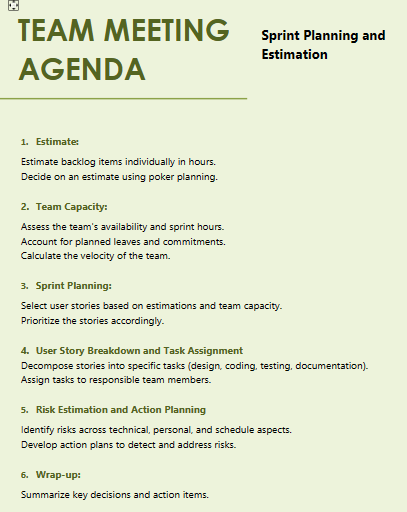 TEAM MEETING
AGENDA
Sprint Planning and
Estimation
1. Estimate:
Estimate backlog items individually in hours.
Decide on an estimate using poker planning.
2. Team Capacity:
Assess the team's availability and sprint hours.
Account for planned leaves and commitments.
Calculate the velocity of the team.
3. Sprint Planning:
Select user stories based on estimations and team capacity.
Prioritize the stories accordingly.
4. User Story Breakdown and Task Assignment
Decompose stories into specific tasks (design, coding, testing, documentation).
Assign tasks to responsible team members.
5. Risk Estimation and Action Planning
Identify risks across technical, personal, and schedule aspects.
Develop action plans to detect and address risks.
6. Wrap-up:
Summarize key decisions and action items.